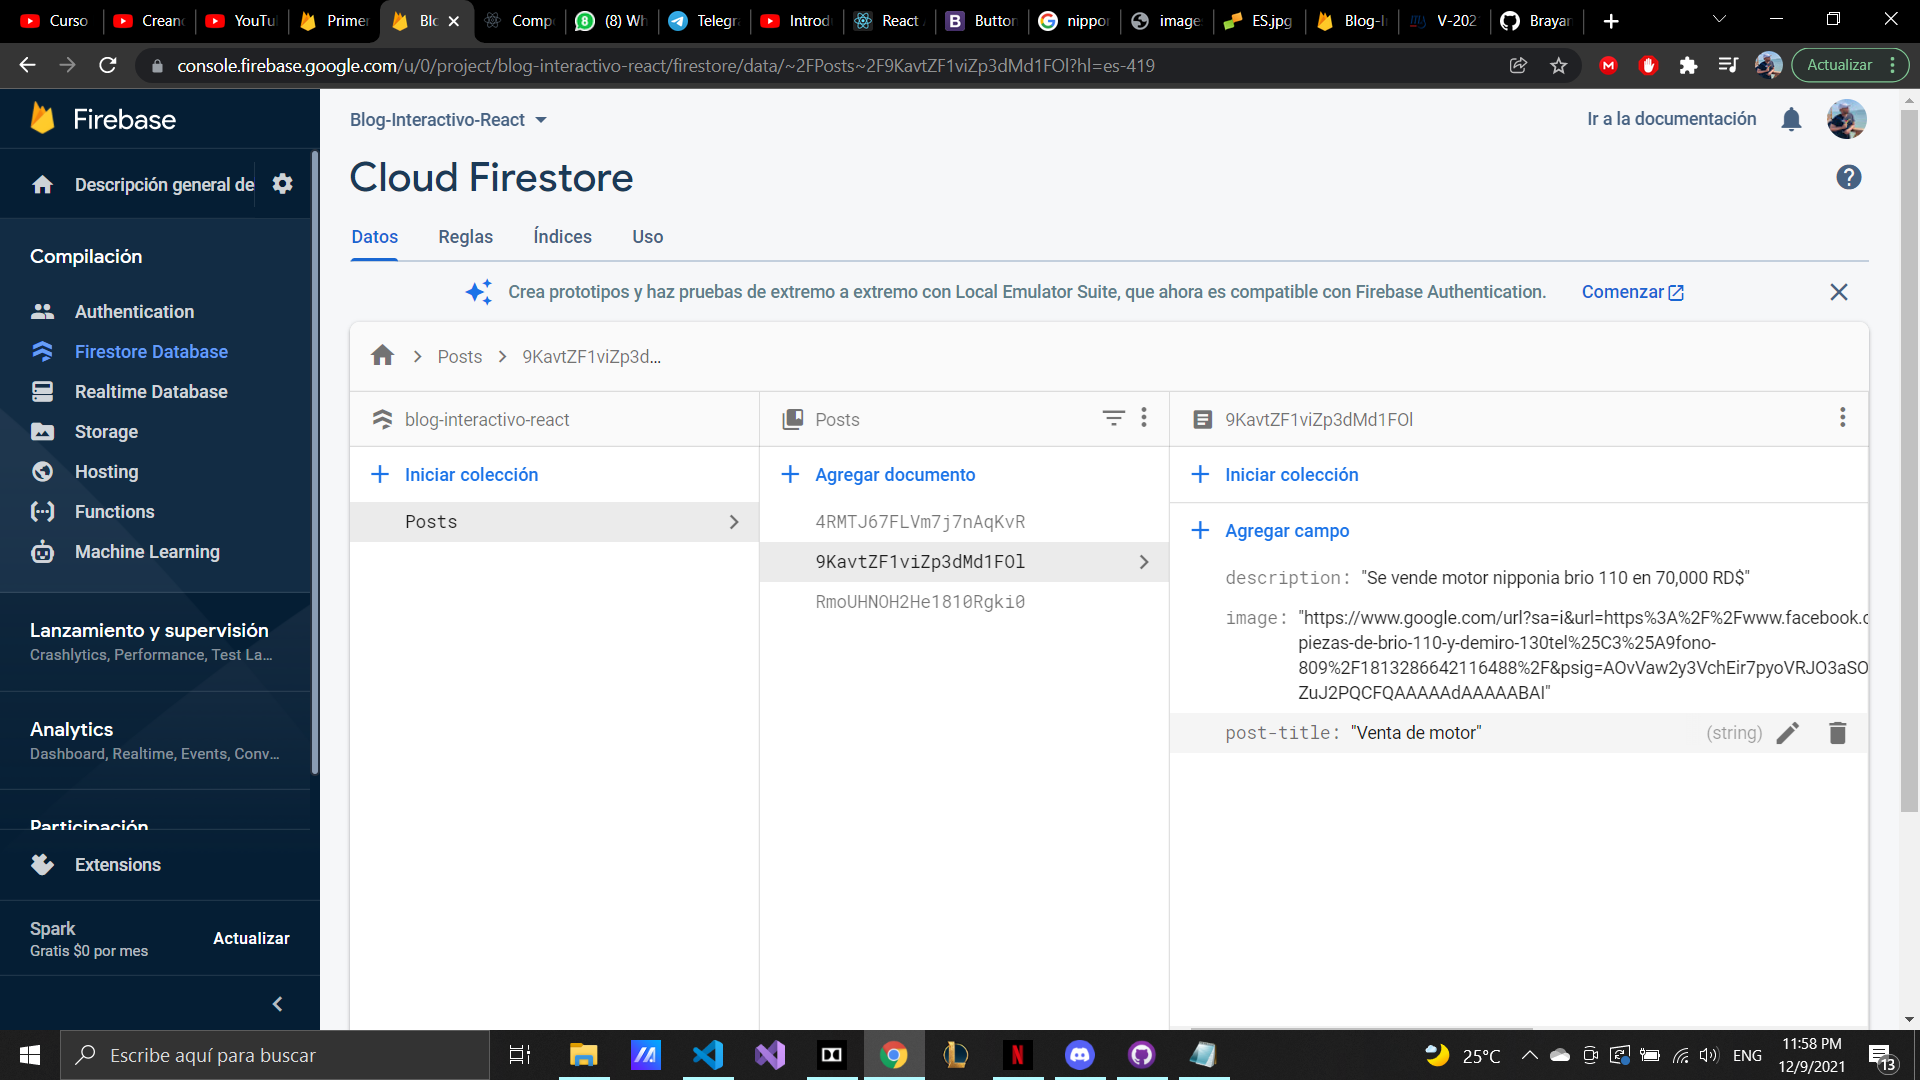 Curso
Crean
YouTu
Primer
Blo
Comp
(8) Wh
Telegr
Introd
React
Button
nippor
image
ES.jpg
Blog-I
V-202
Brayan
console.firebase.google.com/u/0/project/blog-interactivo-react/firestore/data/~2FPosts~2F9KavtZF1viZp3dMd1FOl?hl=es-419
Actualizar
Firebase
Descripción general de
Compilación
Authentication
Firestore Database
Realtime Database
Storage
Hosting
Functions
Machine Learning
Lanzamiento y supervisión
Crashlytics, Performance, Test La...
Analytics
Dashboard, Realtime, Events, Conv...
Participación
Extensions
Spark
Gratis $0 por mes
Actualizar
Blog-Interactivo-React
Ir a la documentación
Cloud Firestore
Datos
Reglas
Índices
Uso
Crea prototipos y haz pruebas de extremo a extremo con Local Emulator Suite, que ahora es compatible con Firebase Authentication.
Comenzar
Posts
9KavtZF1viZp3d...
blog-interactivo-react
Iniciar colección
Posts
Posts
Agregar documento
4RMTJ67FLVm7j7nAqKvR
9KavtZF1viZp3dMd1FOl
RmoUHNOH2He1810Rgki0
9KavtZF1viZp3dMd1FOl
Iniciar colección
Agregar campo
description: "Se vende motor nipponia brio 110 en 70,000 RD$"
image: "https://www.google.com/url?sa=i&url=https%3A%2F%2Fwww.facebook.c
piezas-de-brio-110-y-demiro-130tel%25C3%25A9fono-
809%2F1813286642116488%2F&psig=AOvVaw2y3VchEir7pyoVRJO3aSO
ZuJ2PQCFQAAAAAdAAAAABAI"
post-title: "Venta de motor"
(string)
Escribe aquí para buscar
25°C
ENG
11:58 PM
12/9/2021
13